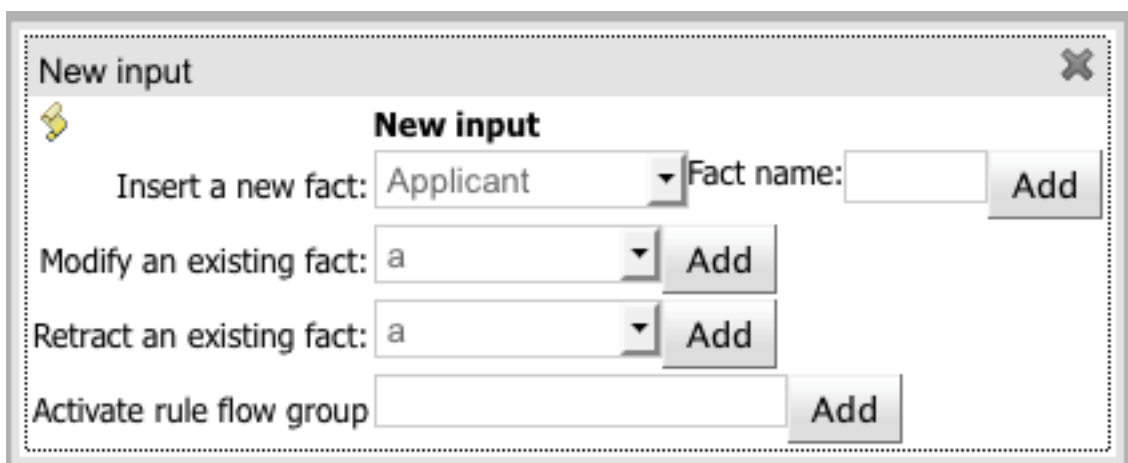 New input
New input
Insert a new fact: Applicant Fact name: Add
Modify an existing fact: a Add
Retract an existing fact: a Add
Activate rule flow group Add